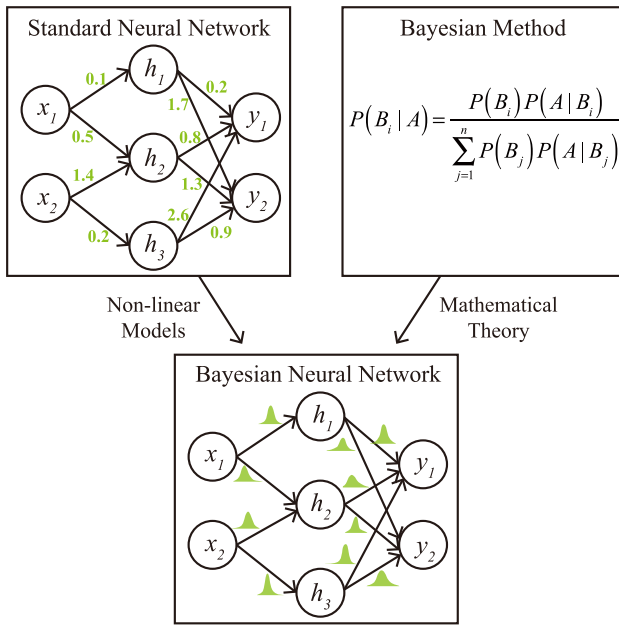 Standard Neural Network
x₁
x₂
h₁
h₂
h₃
y₁
y₂
0.1
0.5
1.4
0.2
0.2
1.7
0.8
1.3
2.6
0.9
Bayesian Method
P(Bᵢ | A) = P(Bᵢ)P(A | Bᵢ) / ∑ⱼ₌₁ⁿ P(Bⱼ)P(A | Bⱼ)
Non-linear
Models
Mathematical
Theory
Bayesian Neural Network
x₁
x₂
h₁
h₂
h₃
y₁
y₂